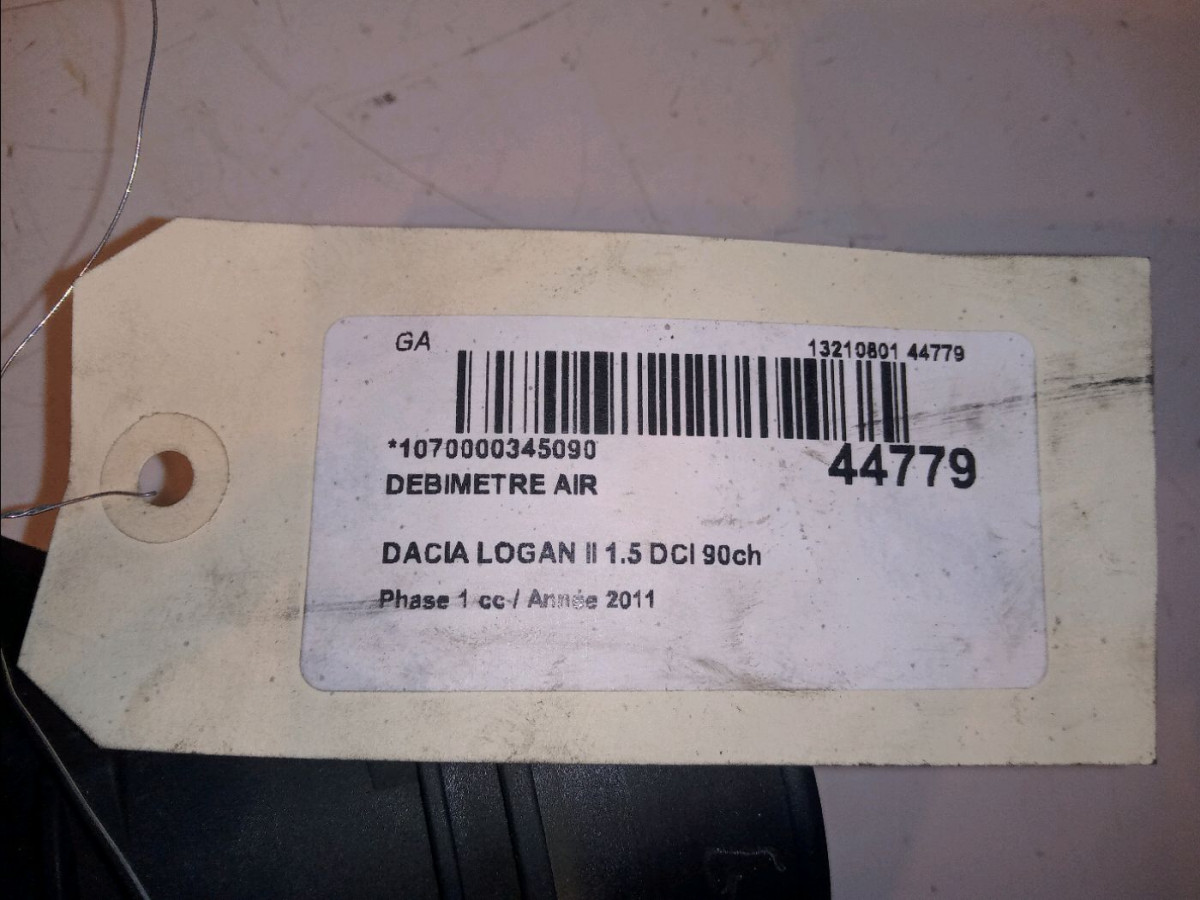 GA
13210801 44779
*1070000345090
44779
DEBIMETRE AIR
DACIA LOGAN II 1.5 DCI 90ch
Phase 1 cc / Année 2011